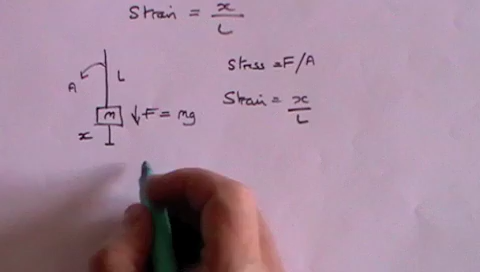 Strain = x/L
Stress = F/A
Strain = x/L
A
L
m
↓F = mg
x